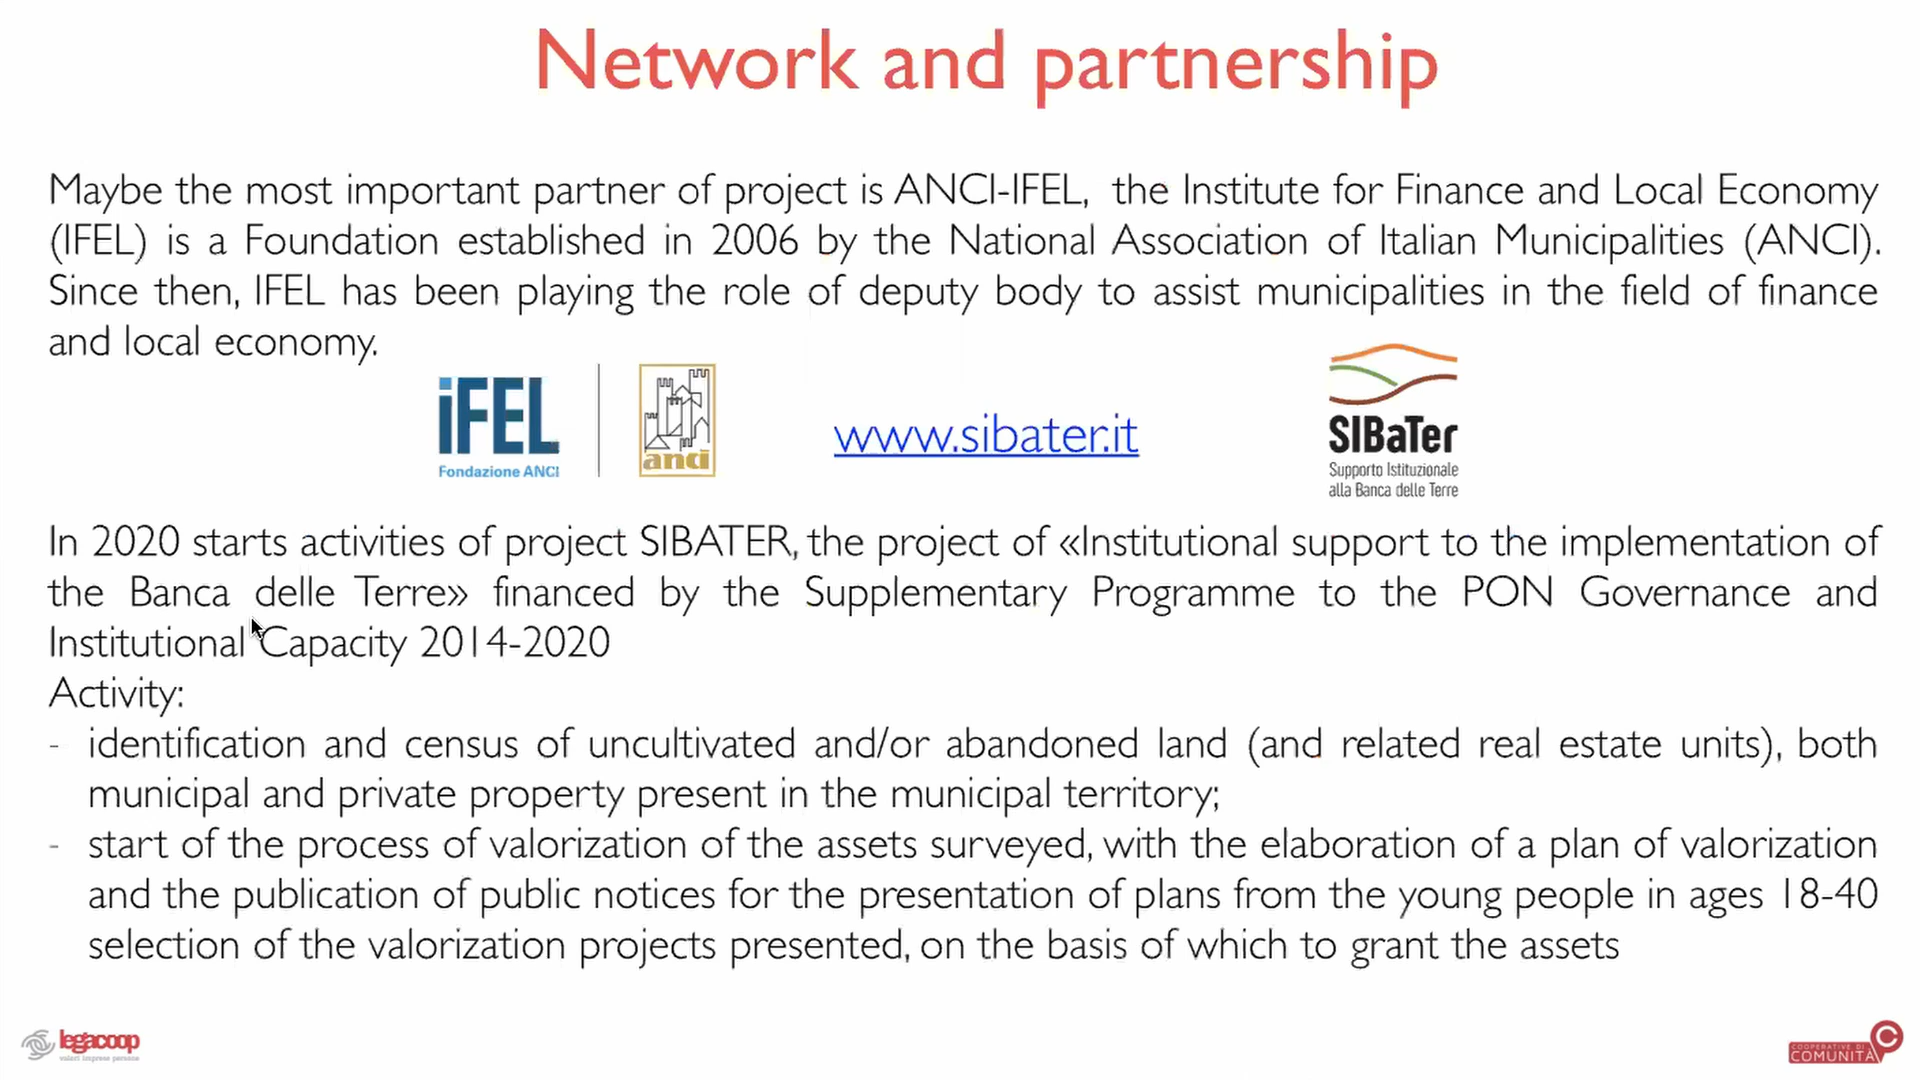 Network and partnership
Maybe the most important partner of project is ANCI-IFEL, the Institute for Finance and Local Economy
(IFEL) is a Foundation established in 2006 by the National Association of Italian Municipalities (ANCI).
Since then, IFEL has been playing the role of deputy body to assist municipalities in the field of finance
and local economy.
iFEL
Fondazione ANCI
anci
www.sibater.it
SIBaTer
Supporto Istituzionale
alla Banca delle Terre
In 2020 starts activities of project SIBATER, the project of «Institutional support to the implementation of
the Banca delle Terre» financed by the Supplementary Programme to the PON Governance and
Institutional Capacity 2014-2020
Activity:
- identification and census of uncultivated and/or abandoned land (and related real estate units), both
municipal and private property present in the municipal territory;
- start of the process of valorization of the assets surveyed, with the elaboration of a plan of valorization
and the publication of public notices for the presentation of plans from the young people in ages 18-40
selection of the valorization projects presented, on the basis of which to grant the assets
legacoop
valori imprese persone
COOPERATIVE DI
COMUNITÀ
C